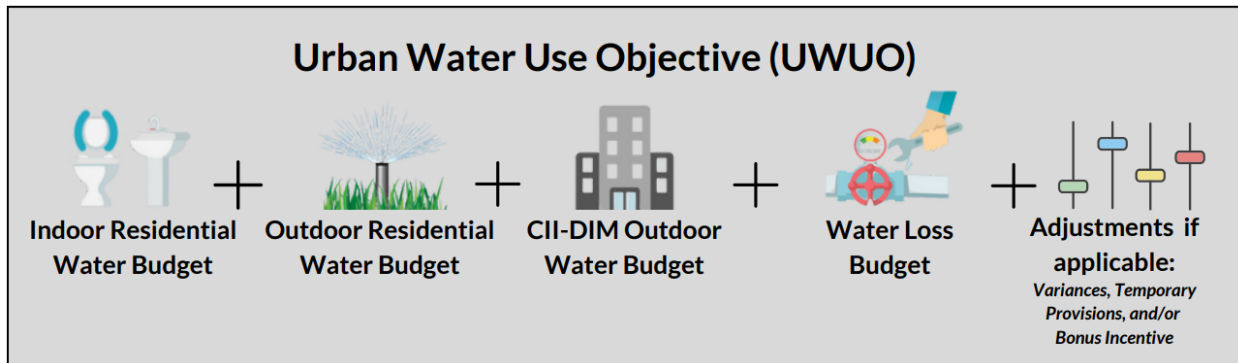 Urban Water Use Objective (UWUO)
Indoor Residential
Water Budget
Outdoor Residential
Water Budget
CII-DIM Outdoor
Water Budget
Water Loss
Budget
Adjustments if
applicable:
Variances, Temporary
Provisions, and/or
Bonus Incentive